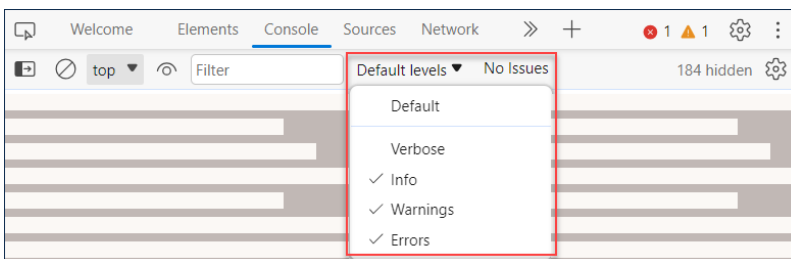 Welcome Elements Console Sources Network 1 1
top Filter Default levels No Issues 184 hidden
Default
Verbose
Info
Warnings
Errors